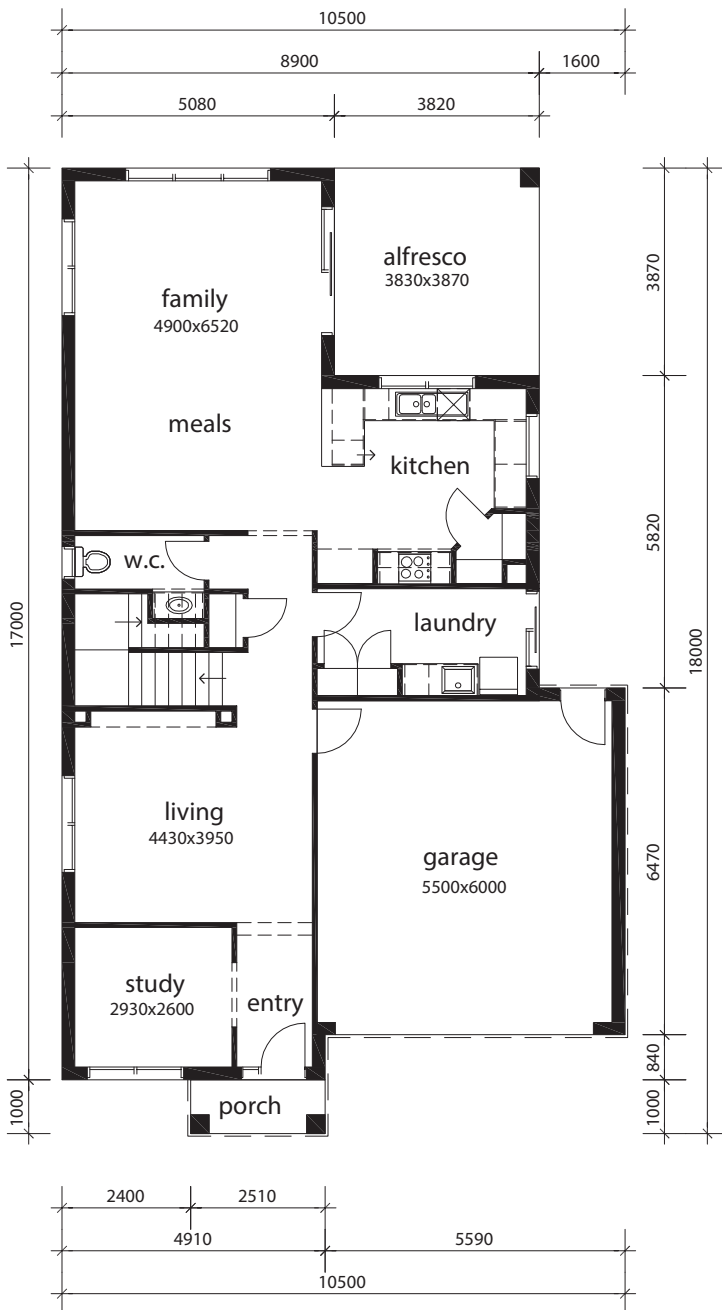 10500
8900
1600
5080
3820
alfresco
3830x3870
family
4900x6520
meals
kitchen
w.c.
laundry
living
4430x3950
garage
5500x6000
study
2930x2600
entry
porch
17000
1000
3870
5820
6470
840
1000
18000
2400
2510
4910
5590
10500